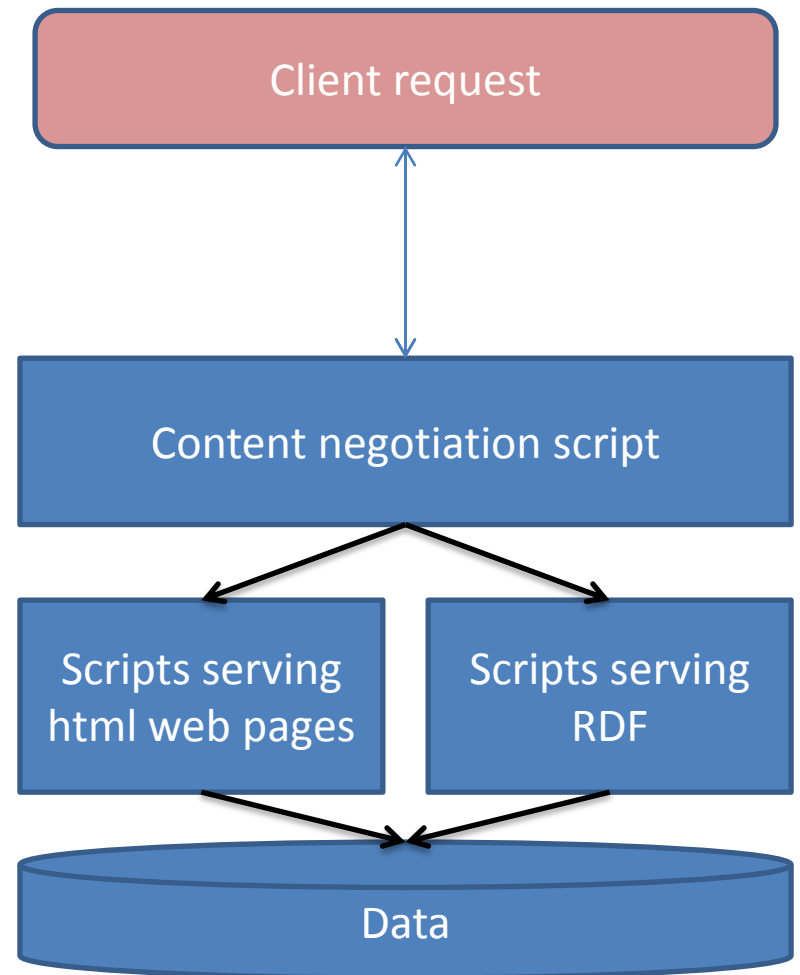 Client request
Content negotiation script
Scripts serving
html web pages
Scripts serving
RDF
Data